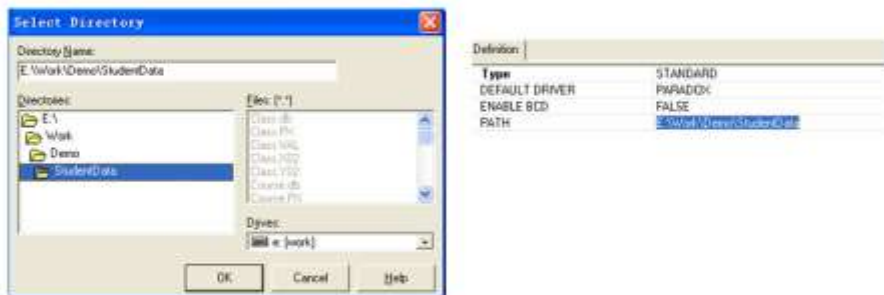 Select Directory
Directory Name:
E:\Work\Demo\StudentData
Directories:
E:\
Work
Demo
StudentData
Files: (*.*)
Class.db
Class.PX
Class.VAL
Class.X02
Class.Y02
Course.db
Course.PX
Drives:
e: [work]
OK
Cancel
Help
Definition
Type STANDARD
DEFAULT DRIVER PARADOX
ENABLE BCD FALSE
PATH E:\Work\Demo\StudentData